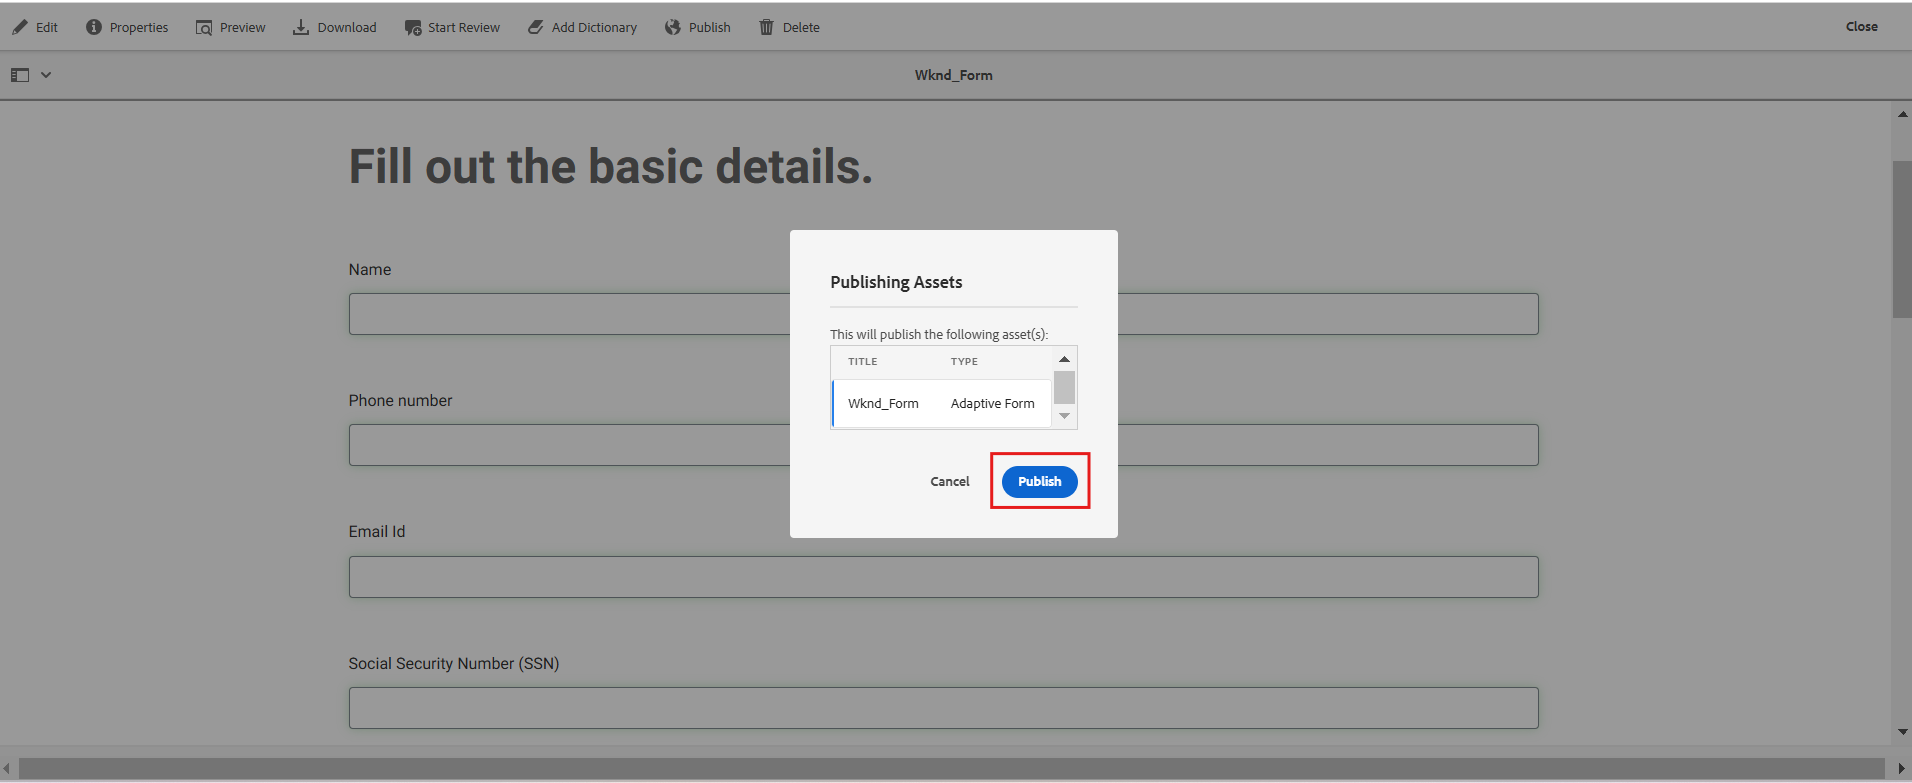 Edit Properties Preview Download Start Review Add Dictionary Publish Delete Close
Wknd_Form
Fill out the basic details.
Name
Phone number
Email Id
Social Security Number (SSN)
Publishing Assets
This will publish the following asset(s):
TITLE TYPE
Wknd_Form Adaptive Form
Cancel Publish